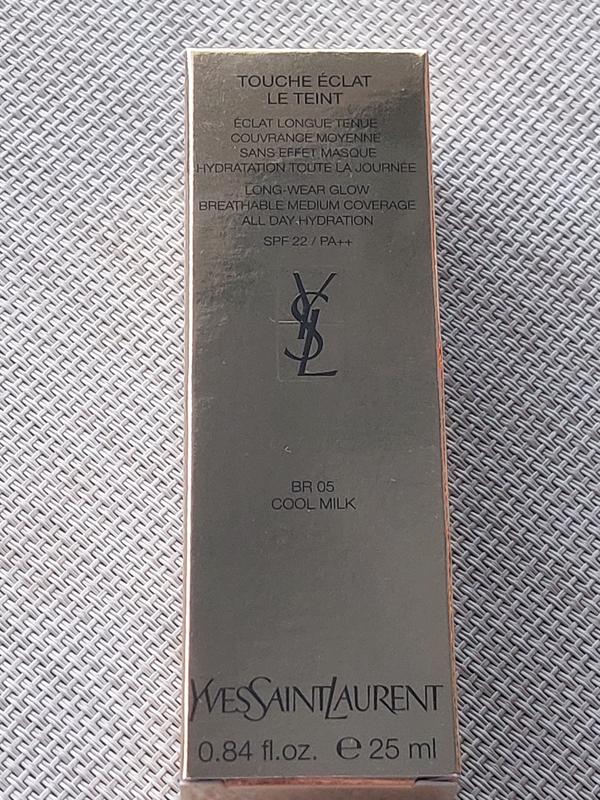 TOUCHE ÉCLAT
LE TEINT
ÉCLAT LONGUE TENUE
COUVRANCE MOYENNE
SANS EFFET MASQUE
HYDRATATION TOUTE LA JOURNÉE
LONG-WEAR GLOW
BREATHABLE MEDIUM COVERAGE
ALL DAY HYDRATION
SPF 22 / PA++
YSL
BR 05
COOL MILK
YVESSAINTLAURENT
0.84 fl.oz. ℮ 25 ml